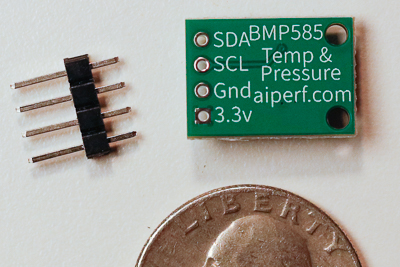 SDA BMP585
SCL Temp &
Pressure
Gnd aiperf.com
3.3v
LIBERTY